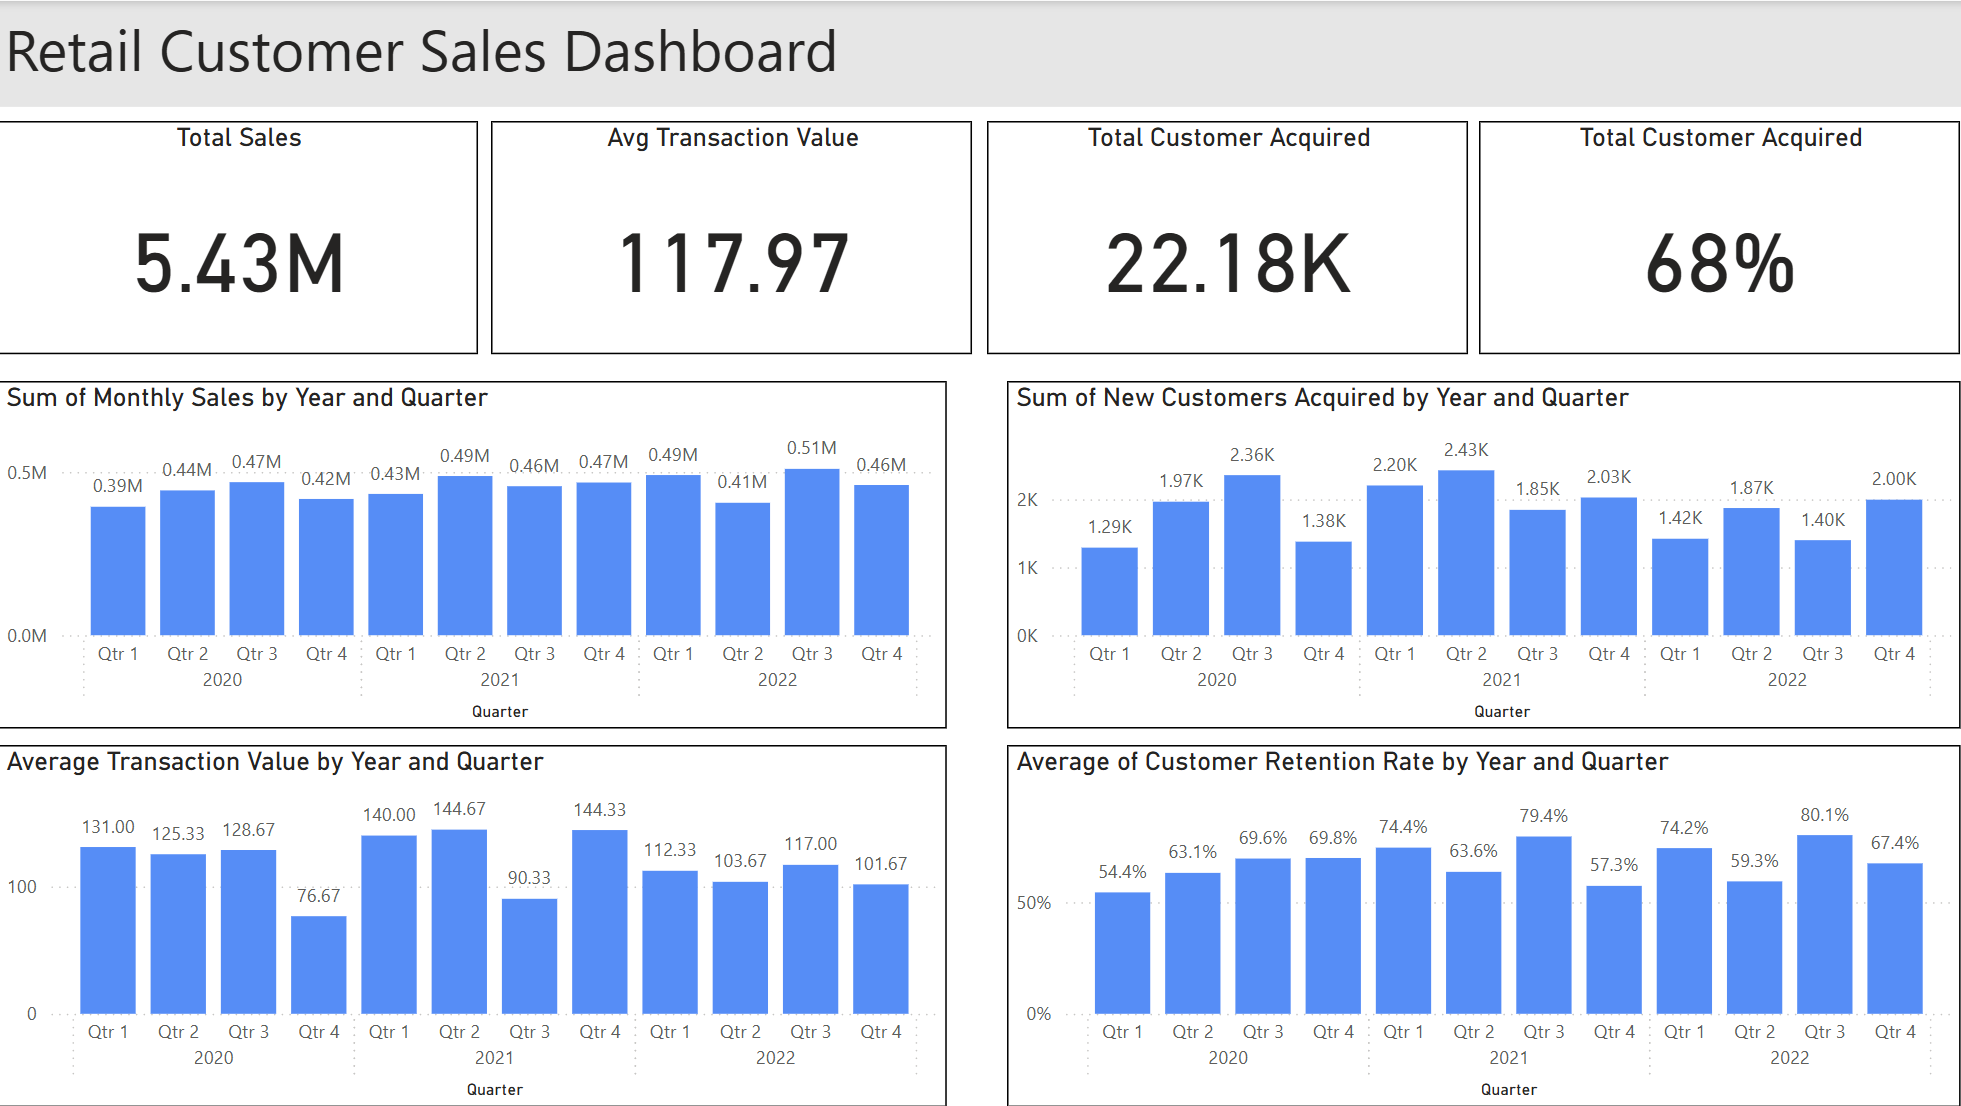 Retail Customer Sales Dashboard
Total Sales
5.43M
Avg Transaction Value
117.97
Total Customer Acquired
22.18K
Total Customer Acquired
68%
Sum of Monthly Sales by Year and Quarter
0.5M
0.0M
0.39M 0.44M 0.47M 0.42M 0.43M 0.49M 0.46M 0.47M 0.49M 0.41M 0.51M 0.46M
Qtr 1 Qtr 2 Qtr 3 Qtr 4 Qtr 1 Qtr 2 Qtr 3 Qtr 4 Qtr 1 Qtr 2 Qtr 3 Qtr 4
2020 2021 2022
Quarter
Sum of New Customers Acquired by Year and Quarter
2K
1K
0K
1.29K 1.97K 2.36K 1.38K 2.20K 2.43K 1.85K 2.03K 1.42K 1.87K 1.40K 2.00K
Qtr 1 Qtr 2 Qtr 3 Qtr 4 Qtr 1 Qtr 2 Qtr 3 Qtr 4 Qtr 1 Qtr 2 Qtr 3 Qtr 4
2020 2021 2022
Quarter
Average Transaction Value by Year and Quarter
100
0
131.00 125.33 128.67 76.67 140.00 144.67 90.33 144.33 112.33 103.67 117.00 101.67
Qtr 1 Qtr 2 Qtr 3 Qtr 4 Qtr 1 Qtr 2 Qtr 3 Qtr 4 Qtr 1 Qtr 2 Qtr 3 Qtr 4
2020 2021 2022
Quarter
Average of Customer Retention Rate by Year and Quarter
50%
0%
54.4% 63.1% 69.6% 69.8% 74.4% 63.6% 79.4% 57.3% 74.2% 59.3% 80.1% 67.4%
Qtr 1 Qtr 2 Qtr 3 Qtr 4 Qtr 1 Qtr 2 Qtr 3 Qtr 4 Qtr 1 Qtr 2 Qtr 3 Qtr 4
2020 2021 2022
Quarter